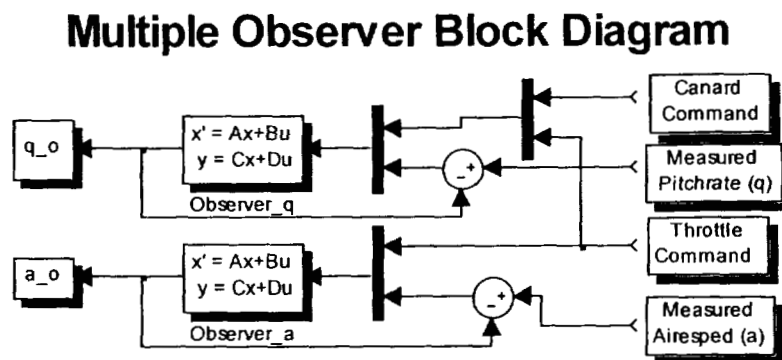 Multiple Observer Block Diagram
Canard
Command
x' = Ax+Bu
y = Cx+Du
q_o
Observer_q
- +
Measured
Pitchrate (q)
Throttle
Command
x' = Ax+Bu
y = Cx+Du
a_o
Observer_a
- +
Measured
Airesped (a)